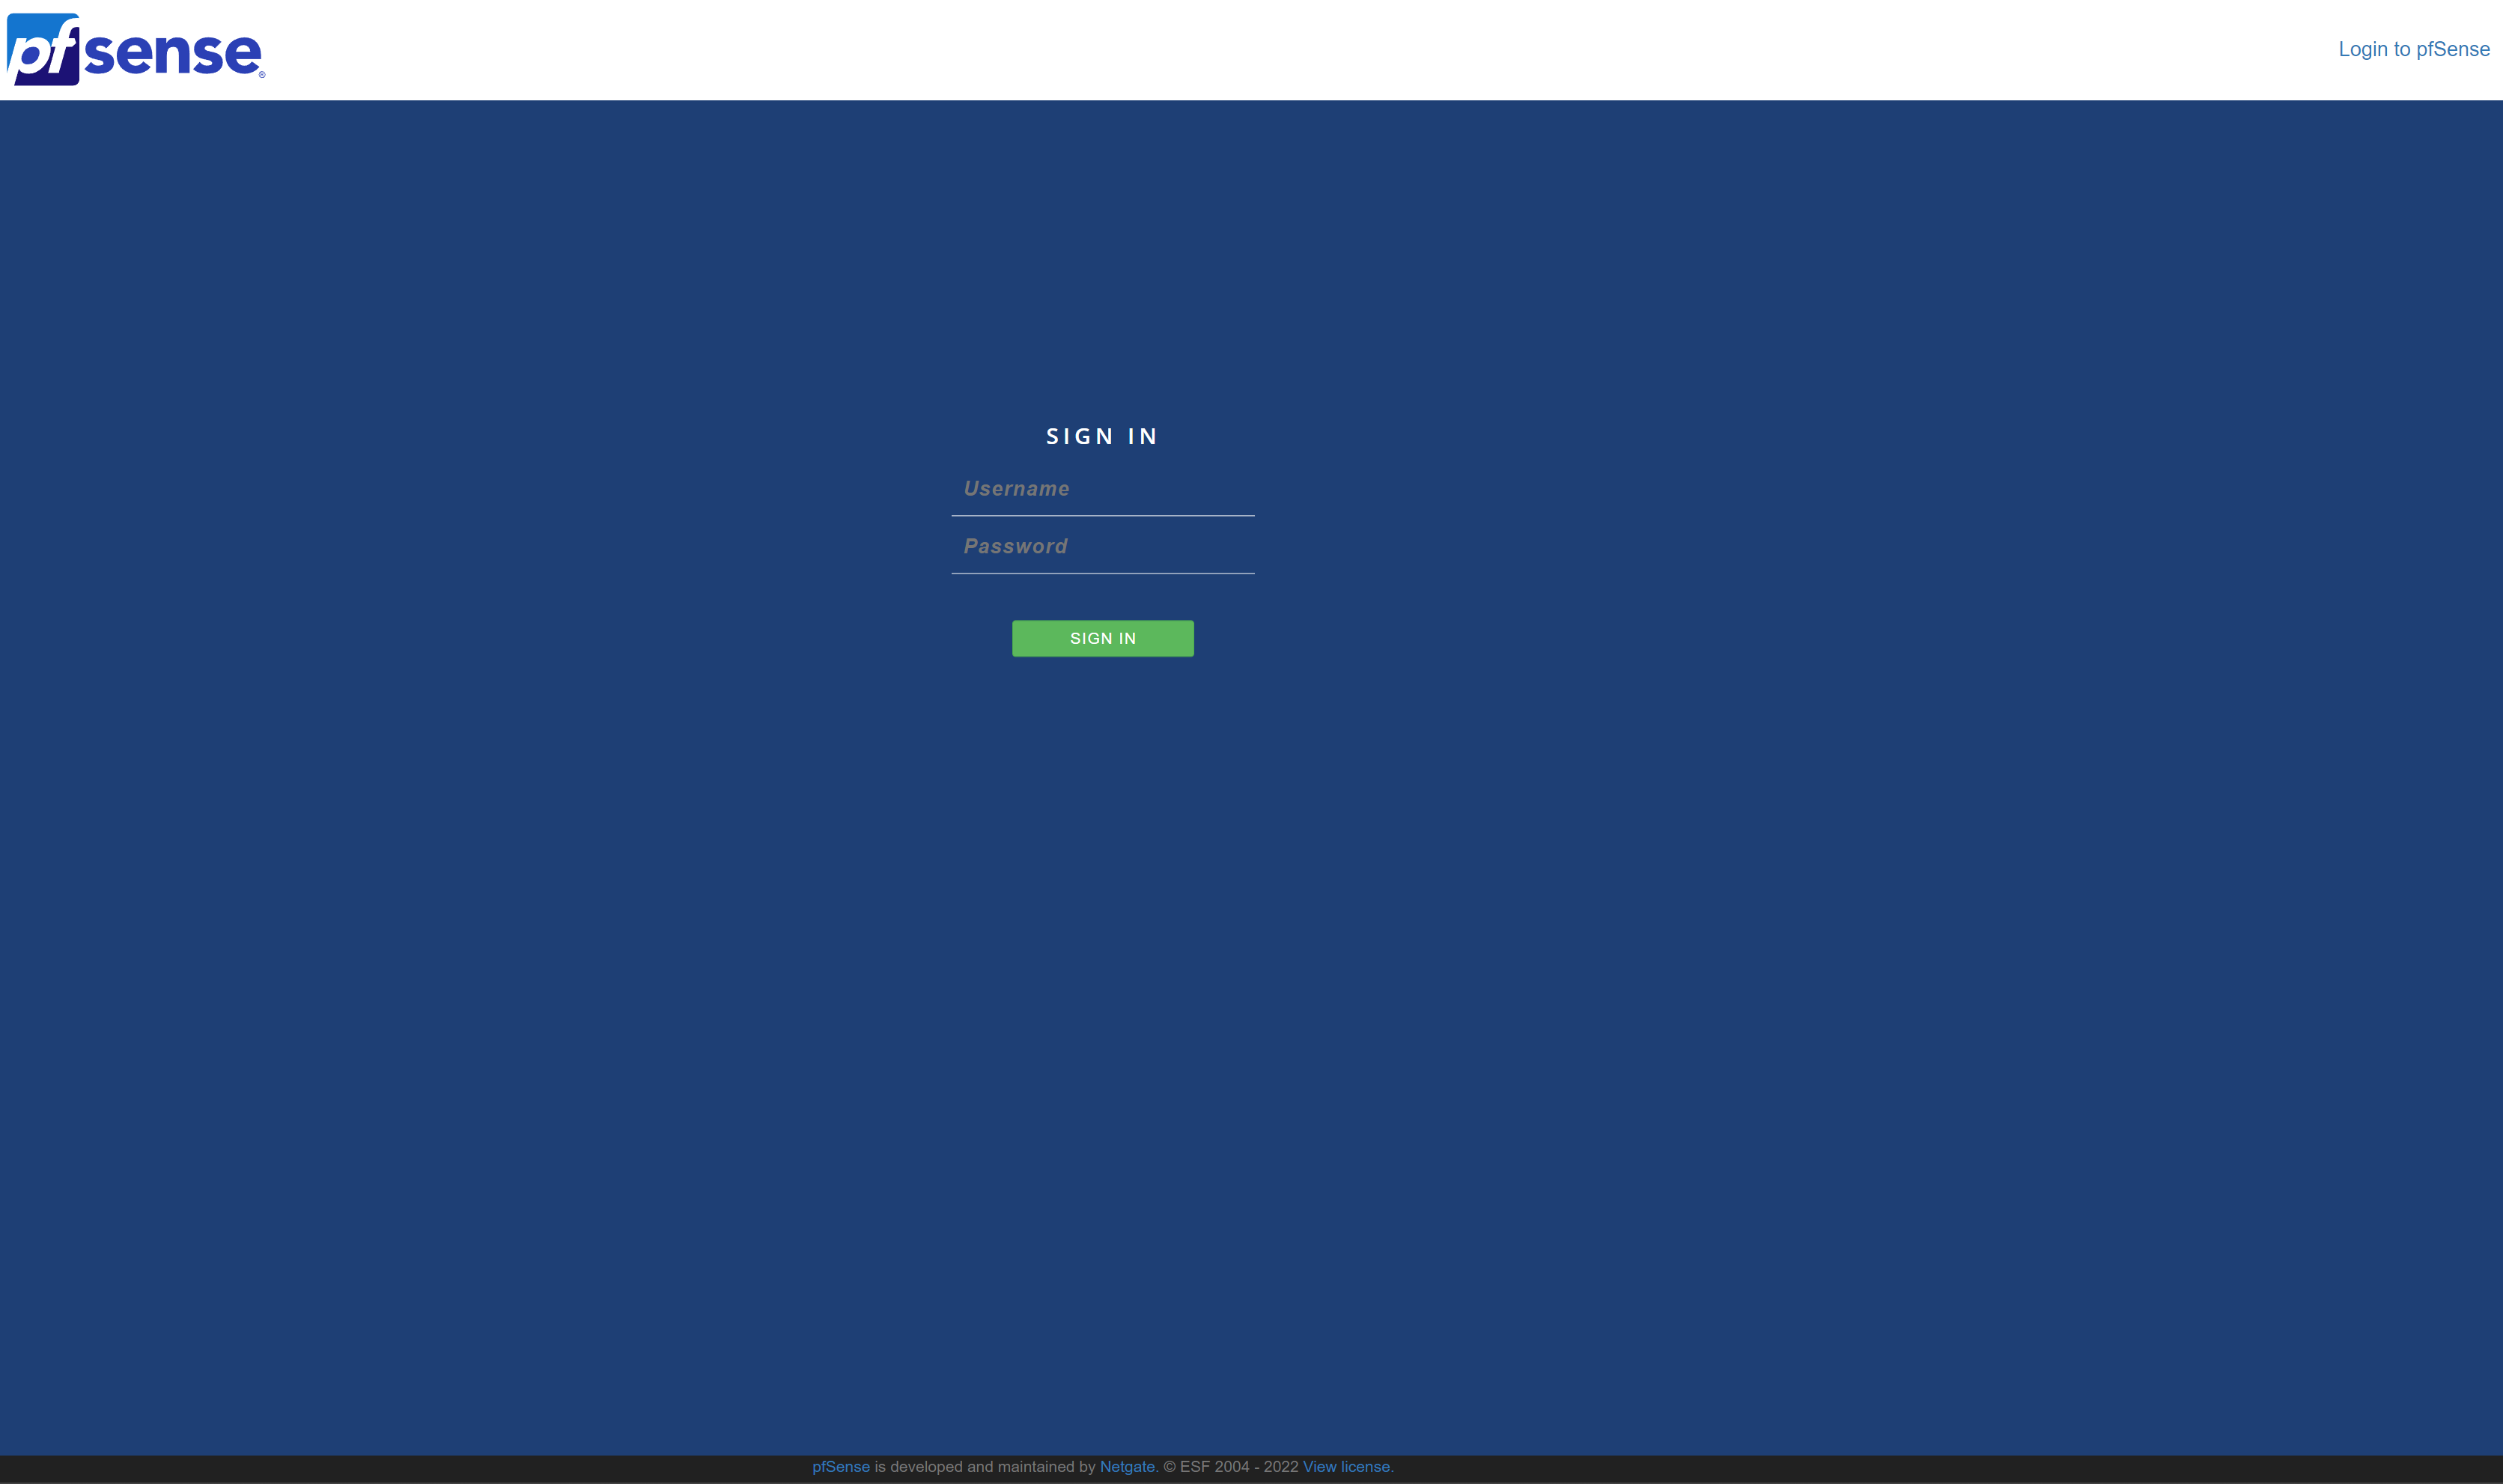 pfsense®
Login to pfSense
SIGN IN
Username
Password
SIGN IN
pfSense is developed and maintained by Netgate. © ESF 2004 - 2022 View license.